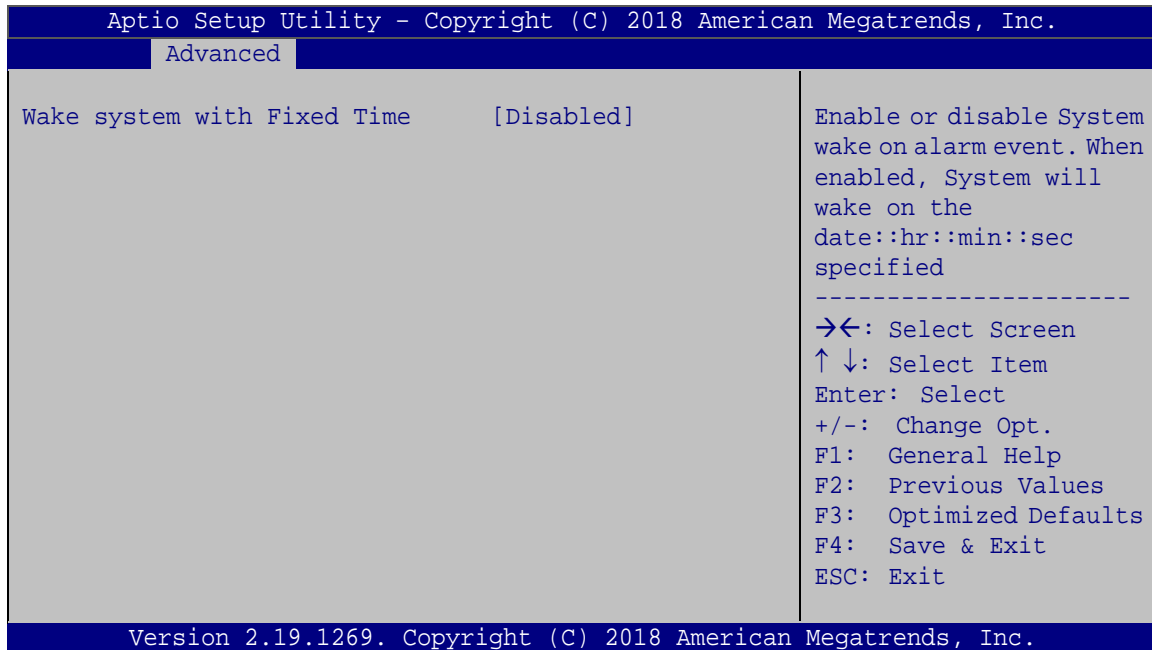 Aptio Setup Utility – Copyright (C) 2018 American Megatrends, Inc.
Advanced
Wake system with Fixed Time [Disabled]
Enable or disable System
wake on alarm event. When
enabled, System will
wake on the
date::hr::min::sec
specified
----------------------
→←: Select Screen
↑ ↓: Select Item
Enter: Select
+/-: Change Opt.
F1: General Help
F2: Previous Values
F3: Optimized Defaults
F4: Save & Exit
ESC: Exit
Version 2.19.1269. Copyright (C) 2018 American Megatrends, Inc.